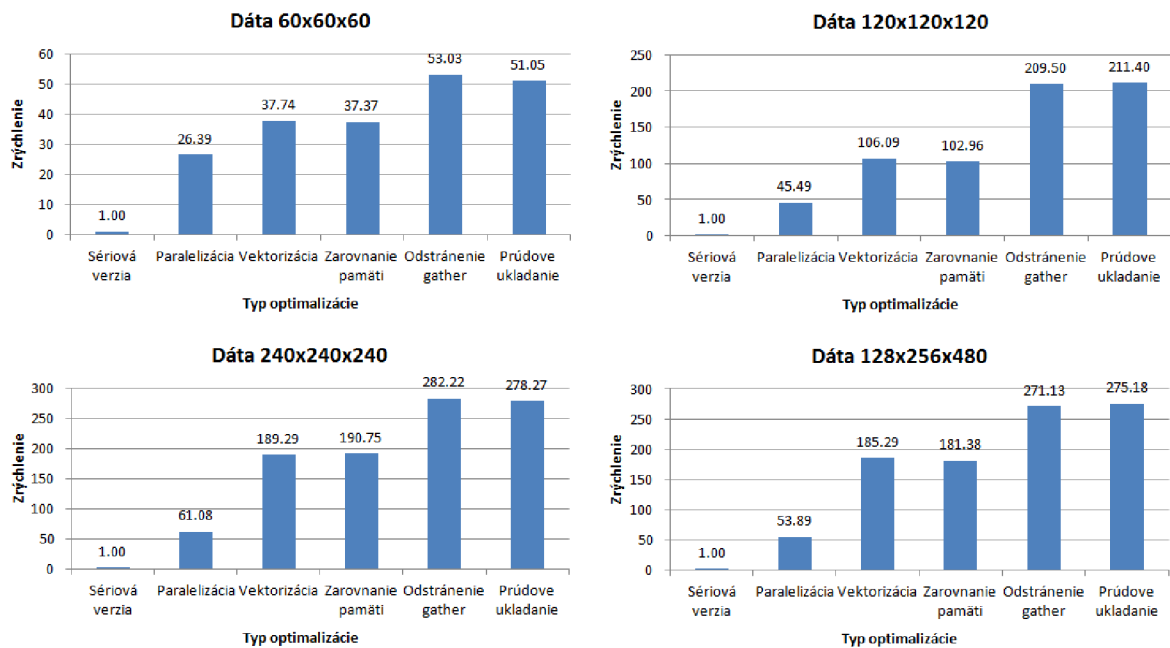 Dáta 60x60x60
Zrýchlenie
60
50
40
30
20
10
0
1.00
26.39
37.74
37.37
53.03
51.05
Sériová verzia
Paralelizácia
Vektorizácia
Zarovnanie pamäti
Odstránenie gather
Prúdove ukladanie
Typ optimalizácie
Dáta 120x120x120
Zrýchlenie
250
200
150
100
50
0
1.00
45.49
106.09
102.96
209.50
211.40
Sériová verzia
Paralelizácia
Vektorizácia
Zarovnanie pamäti
Odstránenie gather
Prúdove ukladanie
Typ optimalizácie
Dáta 240x240x240
Zrýchlenie
300
250
200
150
100
50
0
1.00
61.08
189.29
190.75
282.22
278.27
Sériová verzia
Paralelizácia
Vektorizácia
Zarovnanie pamäti
Odstránenie gather
Prúdove ukladanie
Typ optimalizácie
Dáta 128x256x480
Zrýchlenie
300
250
200
150
100
50
0
1.00
53.89
185.29
181.38
271.13
275.18
Sériová verzia
Paralelizácia
Vektorizácia
Zarovnanie pamäti
Odstránenie gather
Prúdove ukladanie
Typ optimalizácie